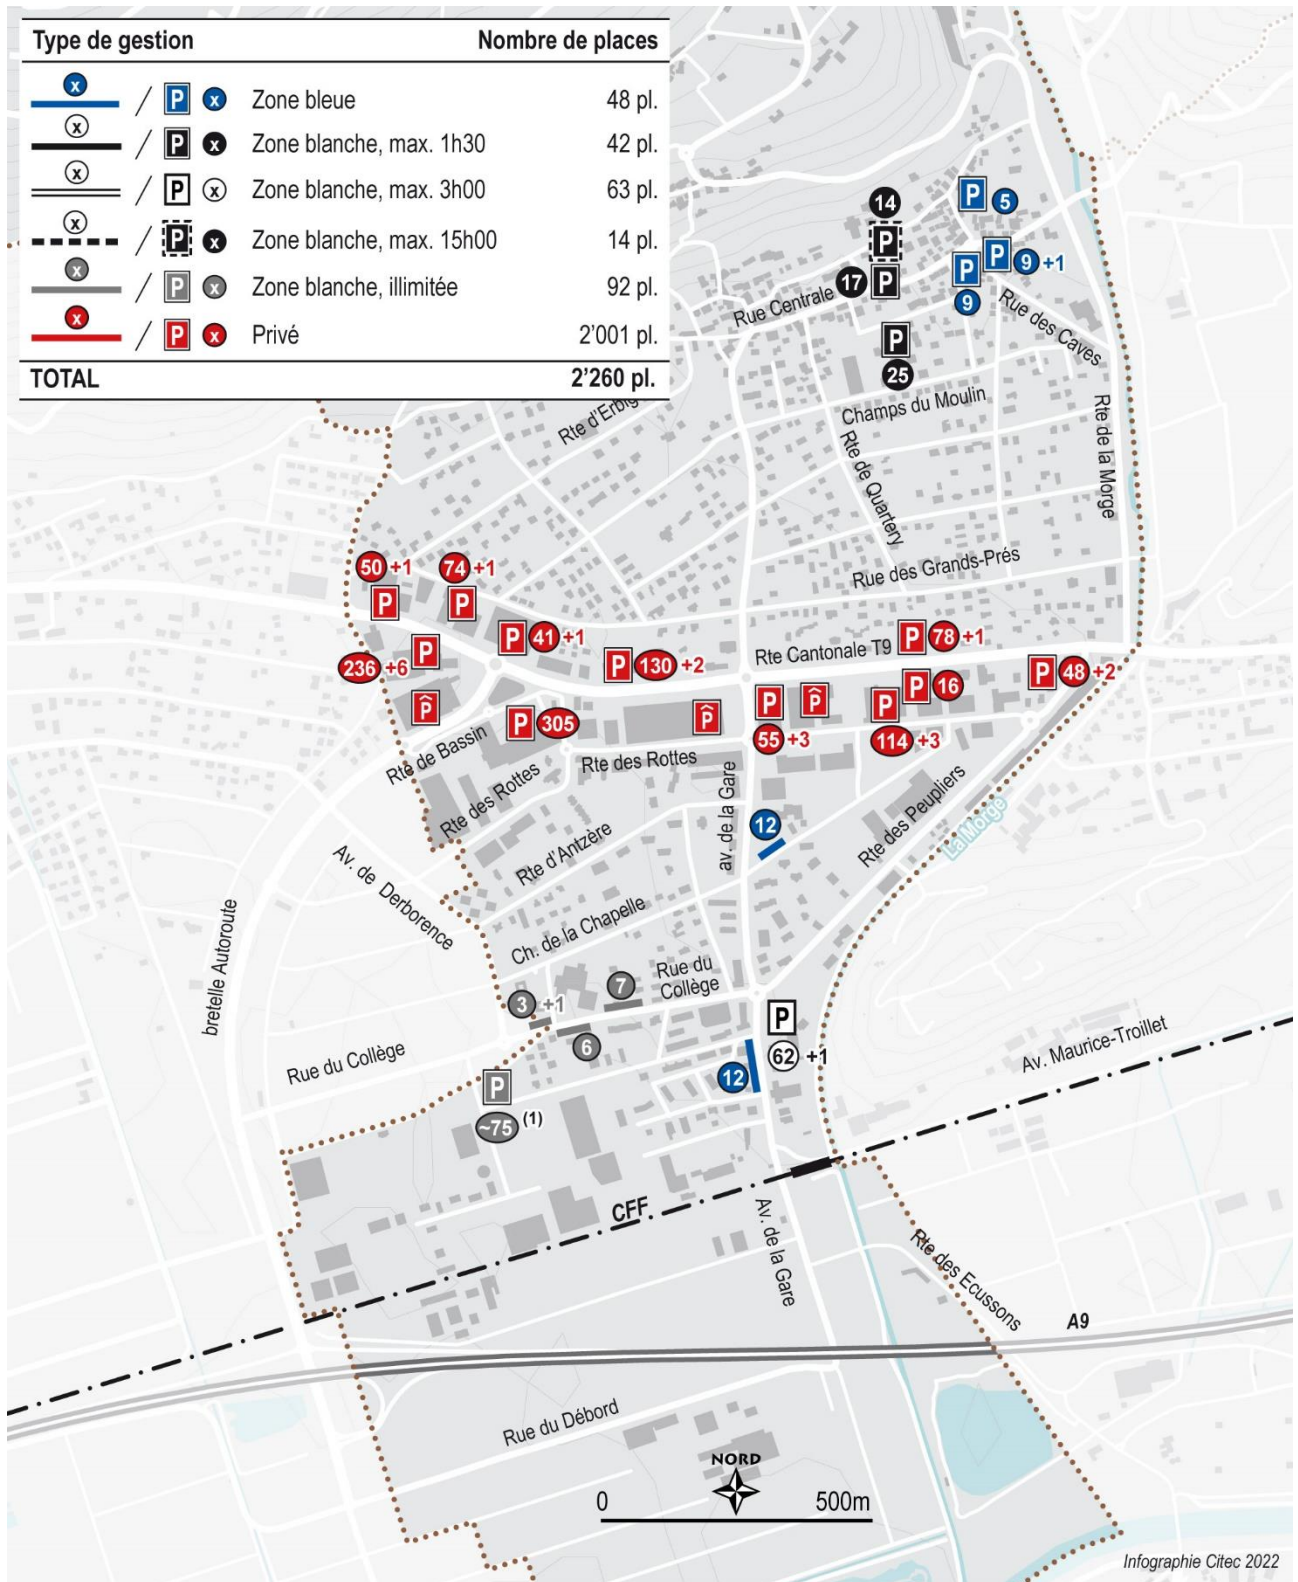 Type de gestion Nombre de places
x / P x Zone bleue 48 pl.
x / P x Zone blanche, max. 1h30 42 pl.
x / P x Zone blanche, max. 3h00 63 pl.
x / P x Zone blanche, max. 15h00 14 pl.
x / P x Zone blanche, illimitée 92 pl.
x / P x Privé 2'001 pl.
TOTAL 2'260 pl.
14
P
P 5
P 9 +1
P
9
17 P
Rue Centrale
Rue des Caves
P
25
Champs du Moulin
Rte d'Erbig
Rte de Quartery
Rte de la Morge
Rue des Grands-Prés
50 +1
P
74 +1
P
P 41 +1
236 +6
P
P
P 130 +2
Rte Cantonale T9
P 78 +1
P 48 +2
P 16
P
55 +3
P
P
114 +3
P
P 305
Rte de Bassin
Rte des Rottes
Rte des Rottes
av. de la Gare
Rte des Peupliers
La Morge
12
Rte d'Antzère
Av. de Derborence
bretelle Autoroute
Ch. de la Chapelle
Rue du
Collège
7
3 +1
6
P
62 +1
Rue du Collège
Av. Maurice-Troillet
12
P
~75 (1)
CFF
Av. de la Gare
Rte des Ecussons
A9
Rue du Débord
NORD
0 500m
Infographie Citec 2022